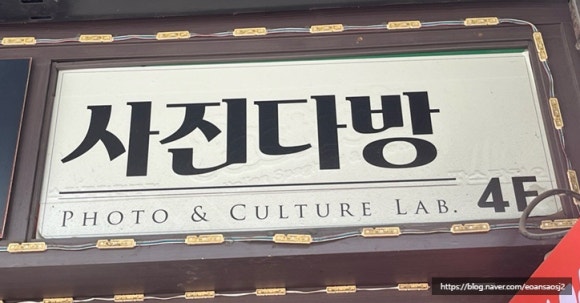 사진다방
PHOTO & CULTURE LAB.
4F
https://blog.naver.com/eoansaosj2